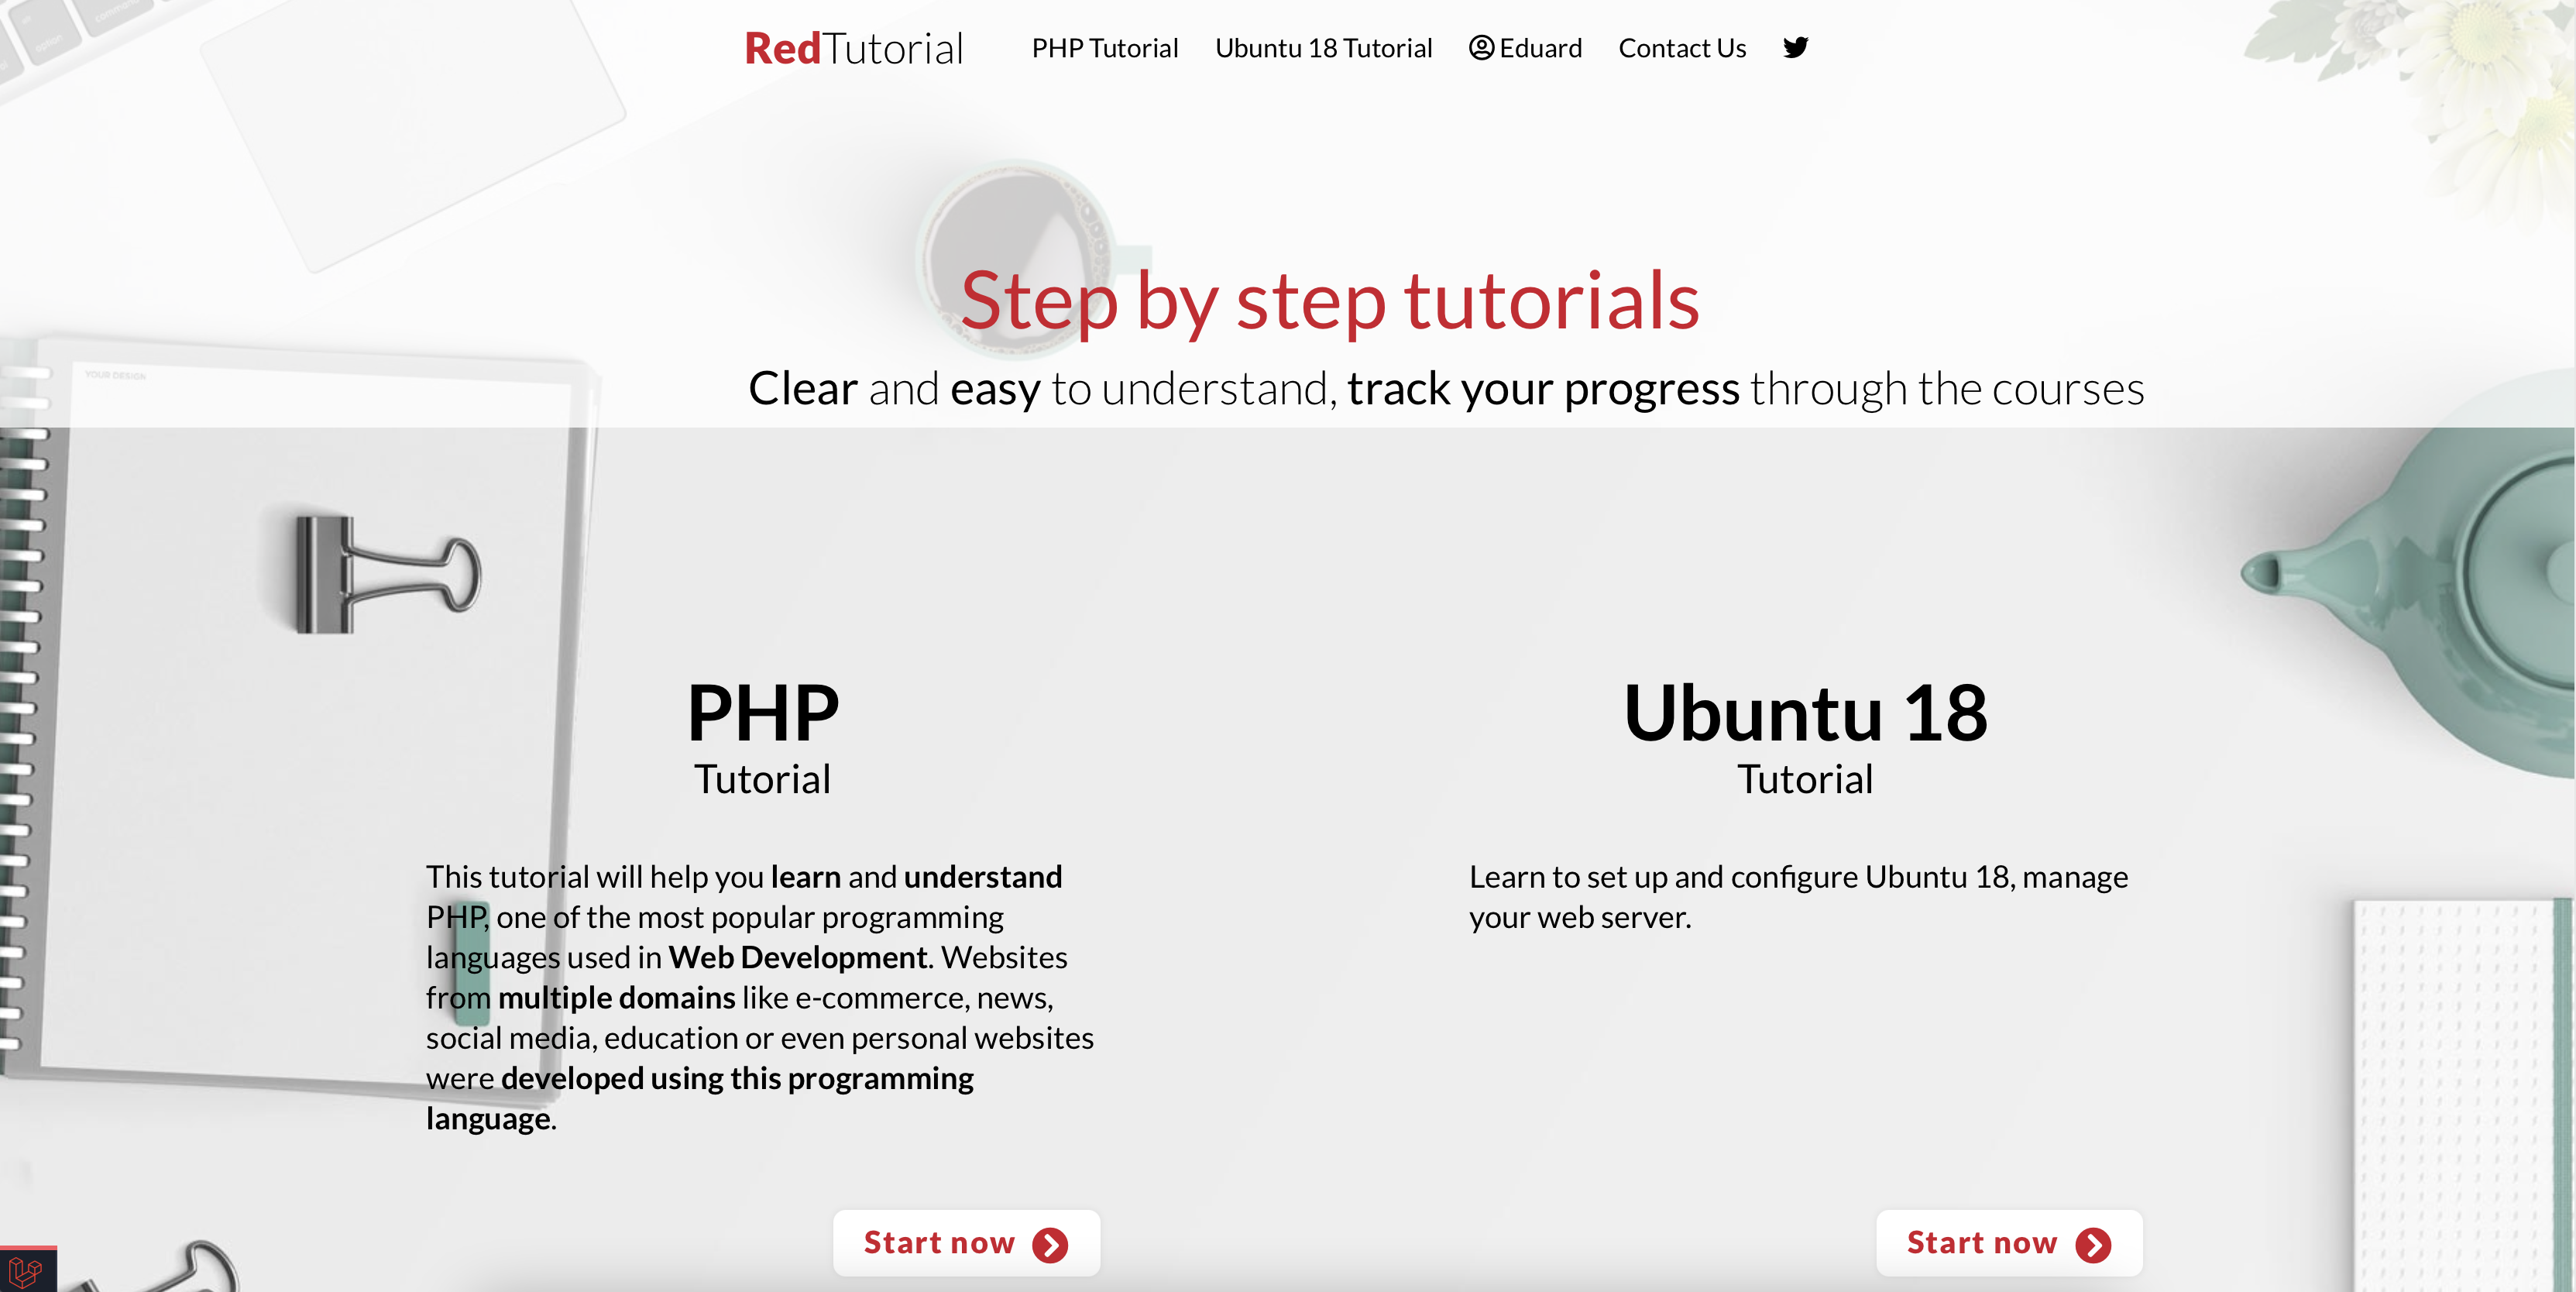 RedTutorial PHP Tutorial Ubuntu 18 Tutorial Eduard Contact Us
option
Step by step tutorials
YOUR DESIGN
Clear and easy to understand, track your progress through the courses
PHP
Tutorial
This tutorial will help you learn and understand
PHP, one of the most popular programming
languages used in Web Development. Websites
from multiple domains like e-commerce, news,
social media, education or even personal websites
were developed using this programming
language.
Start now
Ubuntu 18
Tutorial
Learn to set up and configure Ubuntu 18, manage
your web server.
Start now